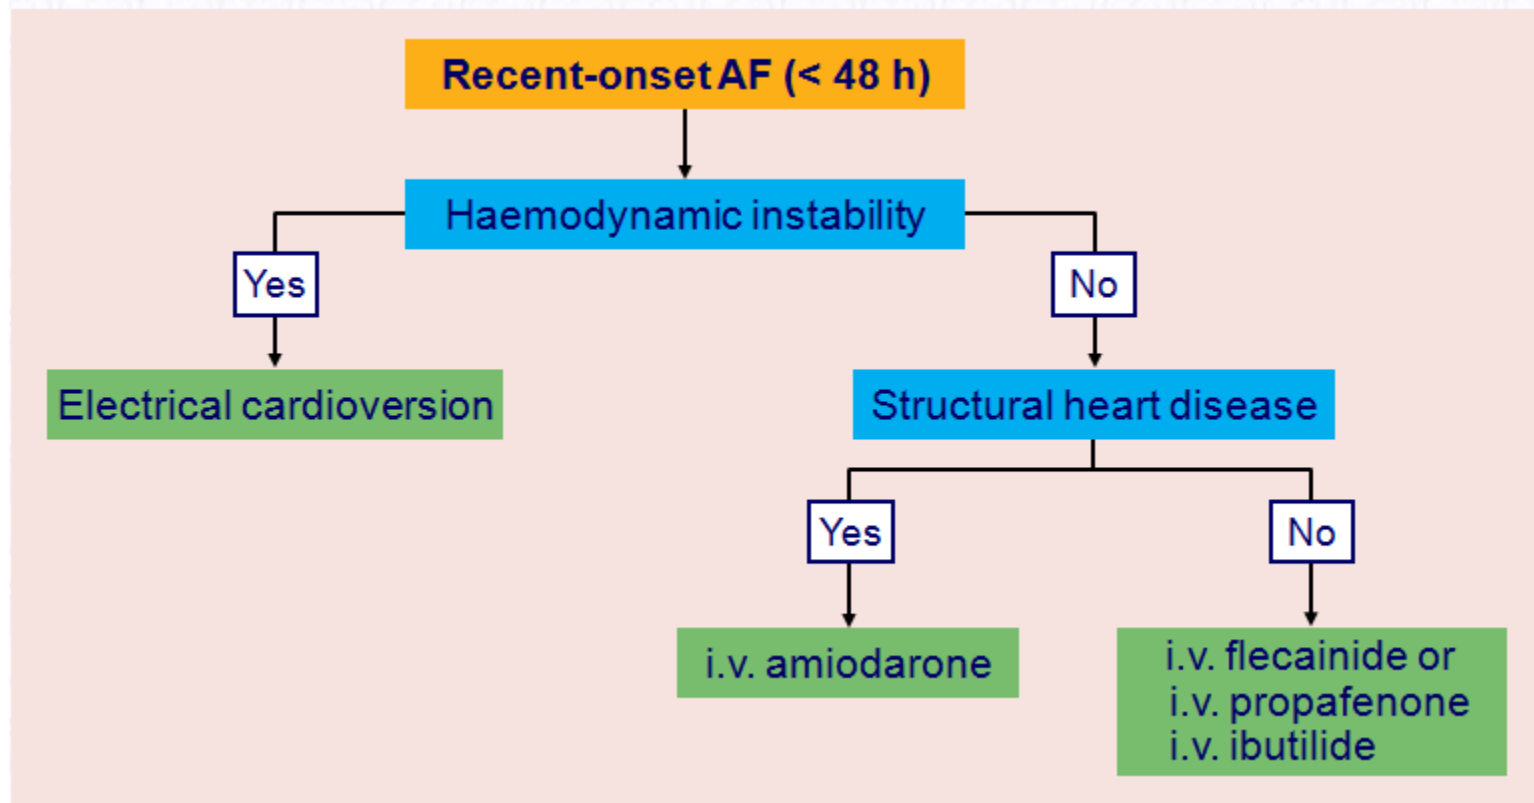 Recent-onset AF (< 48 h)
Haemodynamic instability
Yes
No
Electrical cardioversion
Structural heart disease
Yes
No
i.v. amiodarone
i.v. flecainide or
i.v. propafenone
i.v. ibutilide